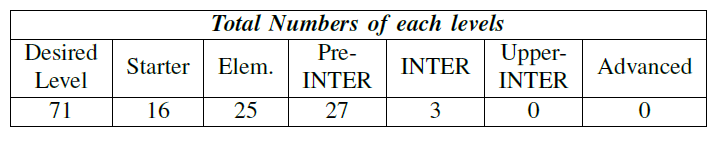 Total Numbers of each levels
Desired Level Starter Elem. Pre-INTER INTER Upper-INTER Advanced
71 16 25 27 3 0 0